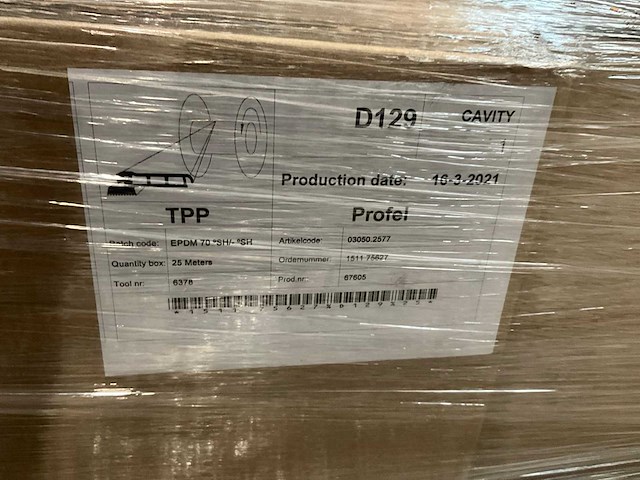 D129
CAVITY
1
Production date: 16-3-2021
TPP
Profel
Batch code: EPDM 70 °SH/- °SH
Artikelcode: 03050.2577
Quantity box: 25 Meters
Ordernummer: 1511-75627
Tool nr: 6378
Prod.nr: 67605